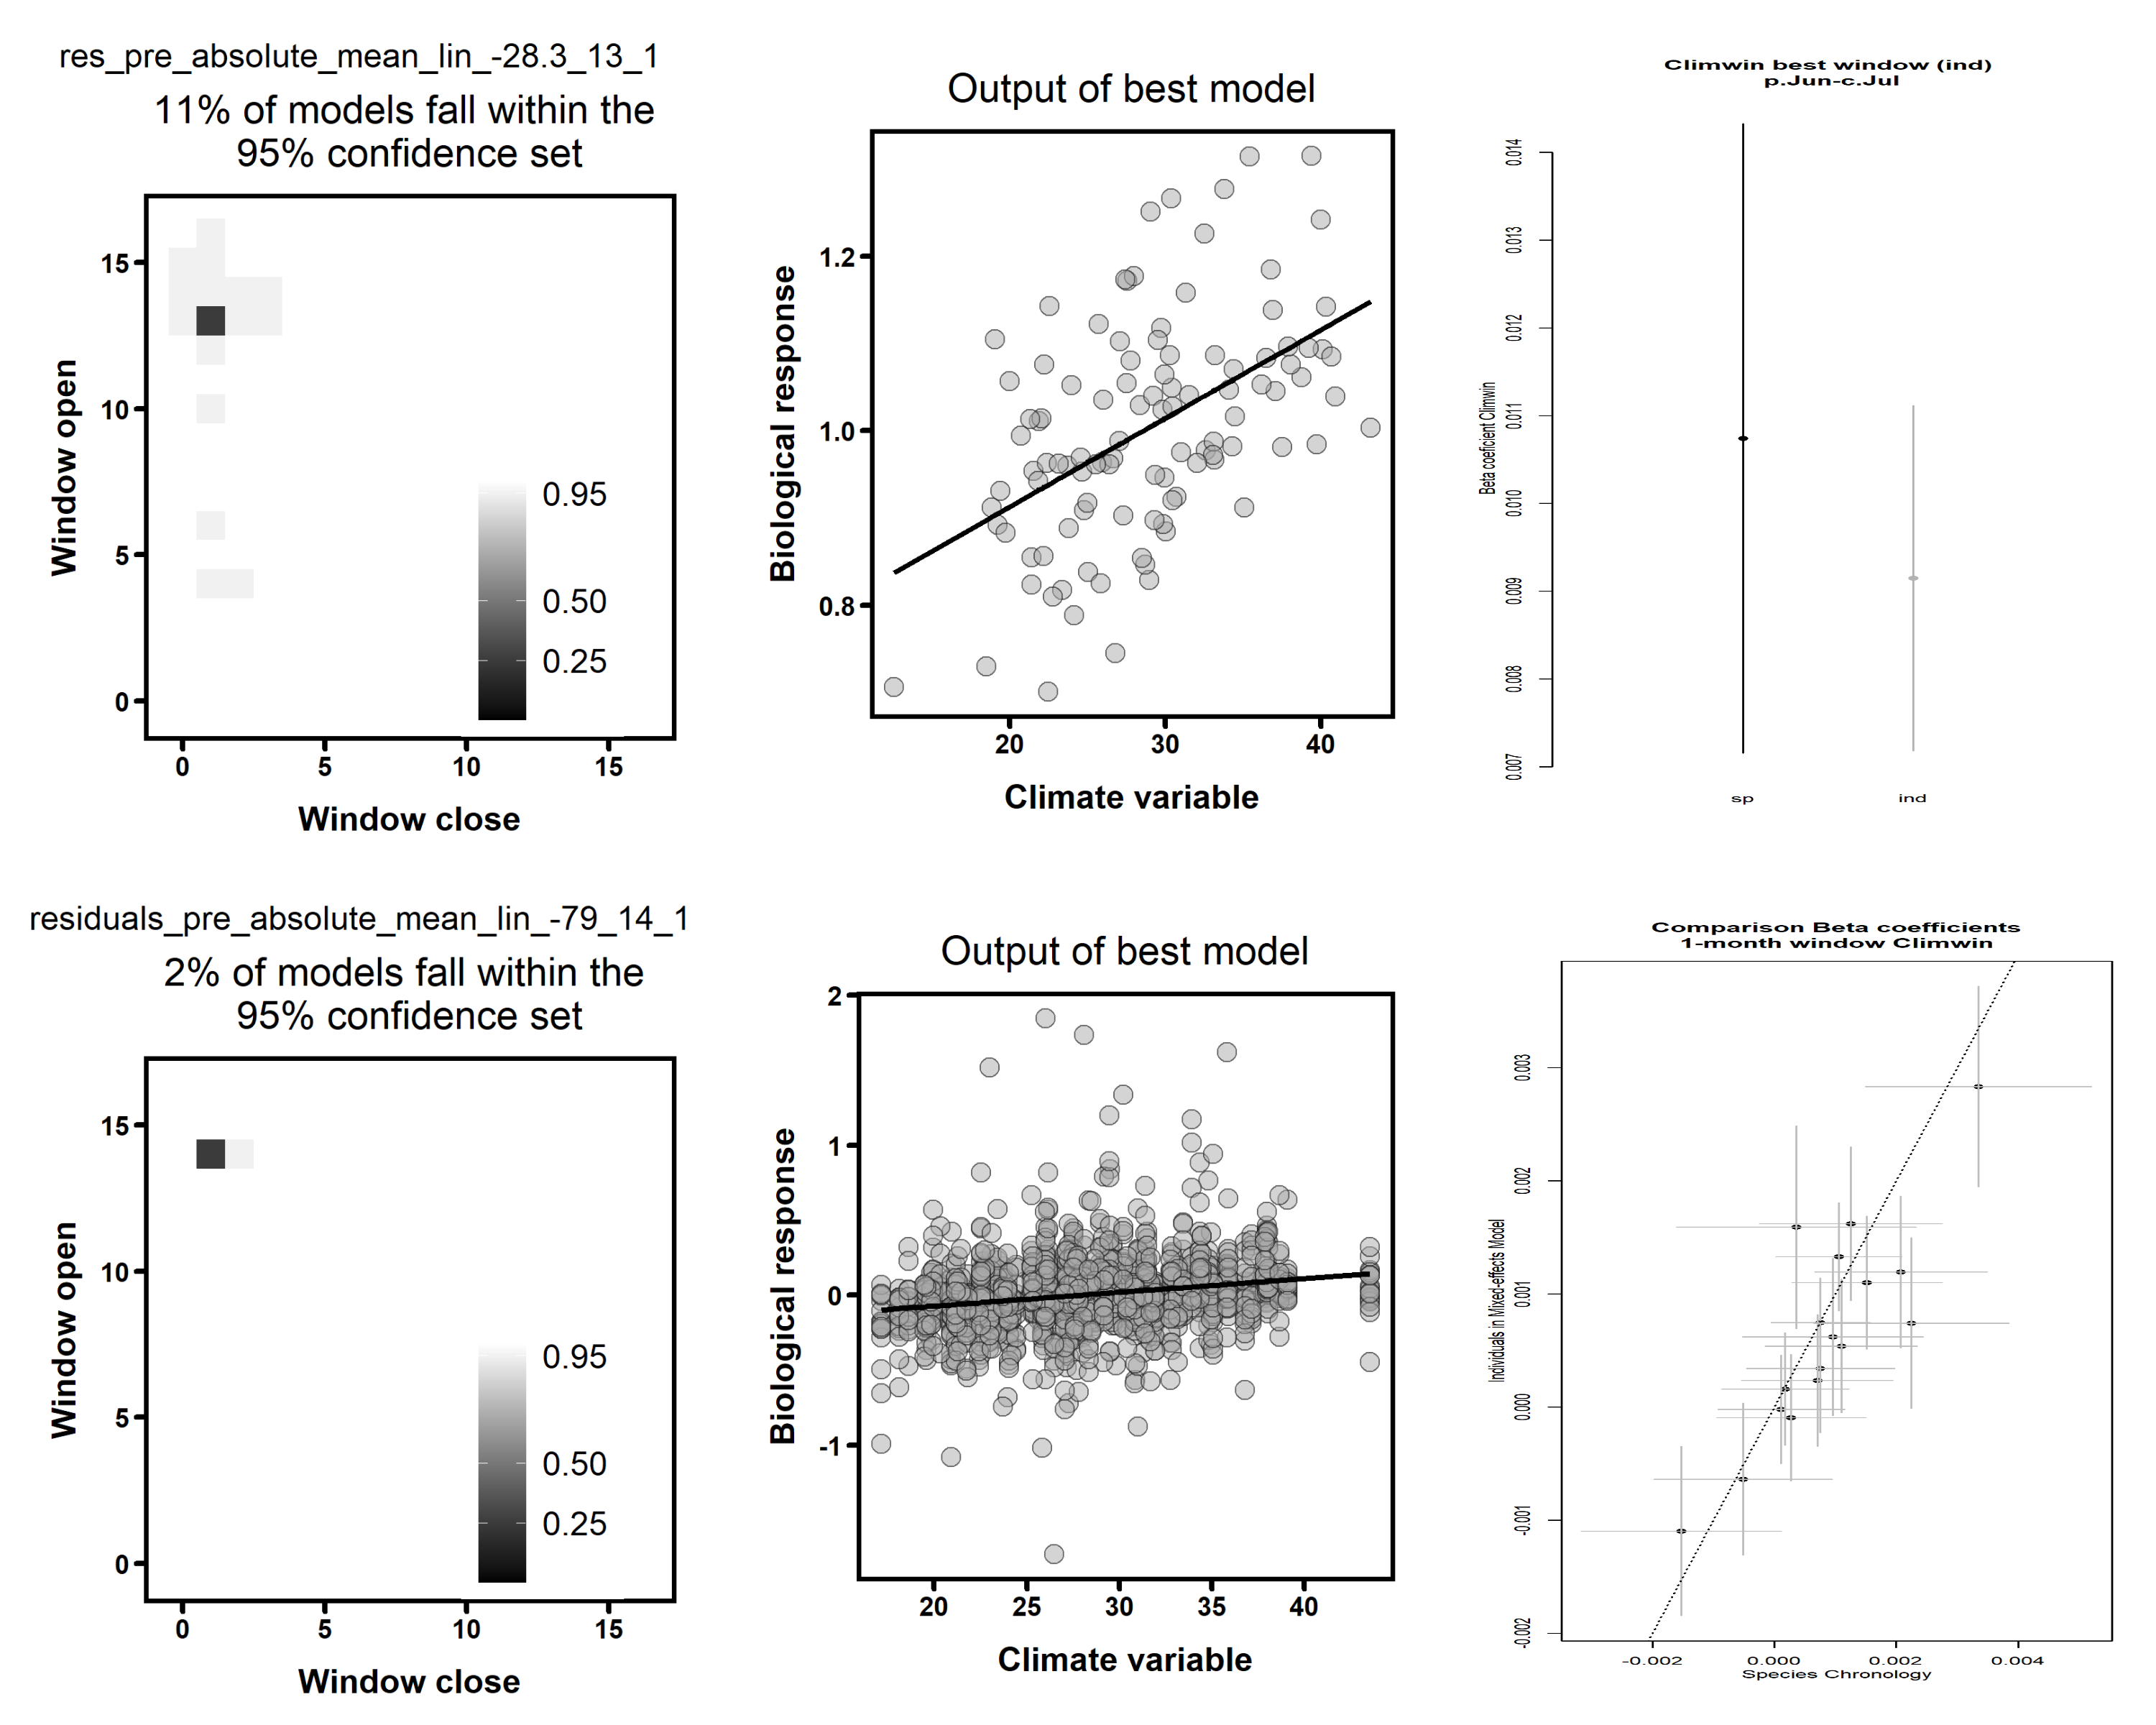 res_pre_absolute_mean_lin_-28.3_13_1
11% of models fall within the
95% confidence set
Window open
15
10
5
0
0.95
0.50
0.25
0
5
10
15
Window close
Output of best model
Biological response
1.2
1.0
0.8
20
30
40
Climate variable
Climwin best window (ind)
p.Jun-c.Jul
Beta coeficient Climwin
0.014
0.013
0.012
0.011
0.010
0.009
0.008
0.007
sp
ind
residuals_pre_absolute_mean_lin_-79_14_1
2% of models fall within the
95% confidence set
Window open
15
10
5
0
0.95
0.50
0.25
0
5
10
15
Window close
Output of best model
Biological response
2
1
0
-1
20
25
30
35
40
Climate variable
Comparison Beta coefficients
1-month window Climwin
Individuals in Mixed-effects Model
0.003
0.002
0.001
0.000
-0.001
-0.002
-0.002
0.000
0.002
0.004
Species Chronology